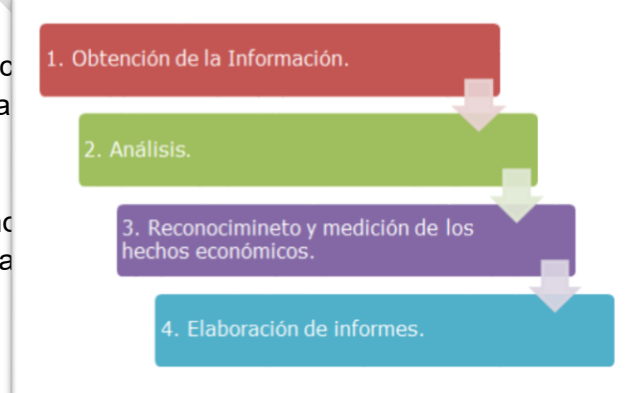 1. Obtención de la Información.
2. Análisis.
3. Reconocimineto y medición de los
hechos económicos.
4. Elaboración de informes.